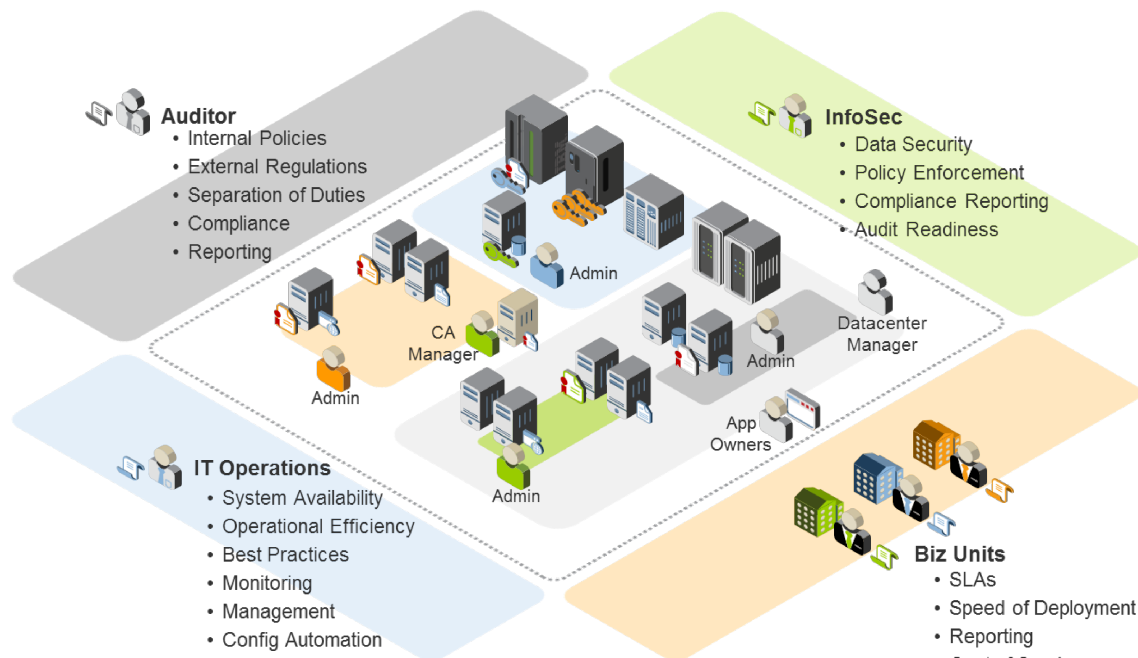 Auditor
• Internal Policies
• External Regulations
• Separation of Duties
• Compliance
• Reporting
InfoSec
• Data Security
• Policy Enforcement
• Compliance Reporting
• Audit Readiness
Admin
CA
Manager
Admin
Datacenter
Manager
Admin
App
Owners
Admin
IT Operations
• System Availability
• Operational Efficiency
• Best Practices
• Monitoring
• Management
• Config Automation
Biz Units
• SLAs
• Speed of Deployment
• Reporting